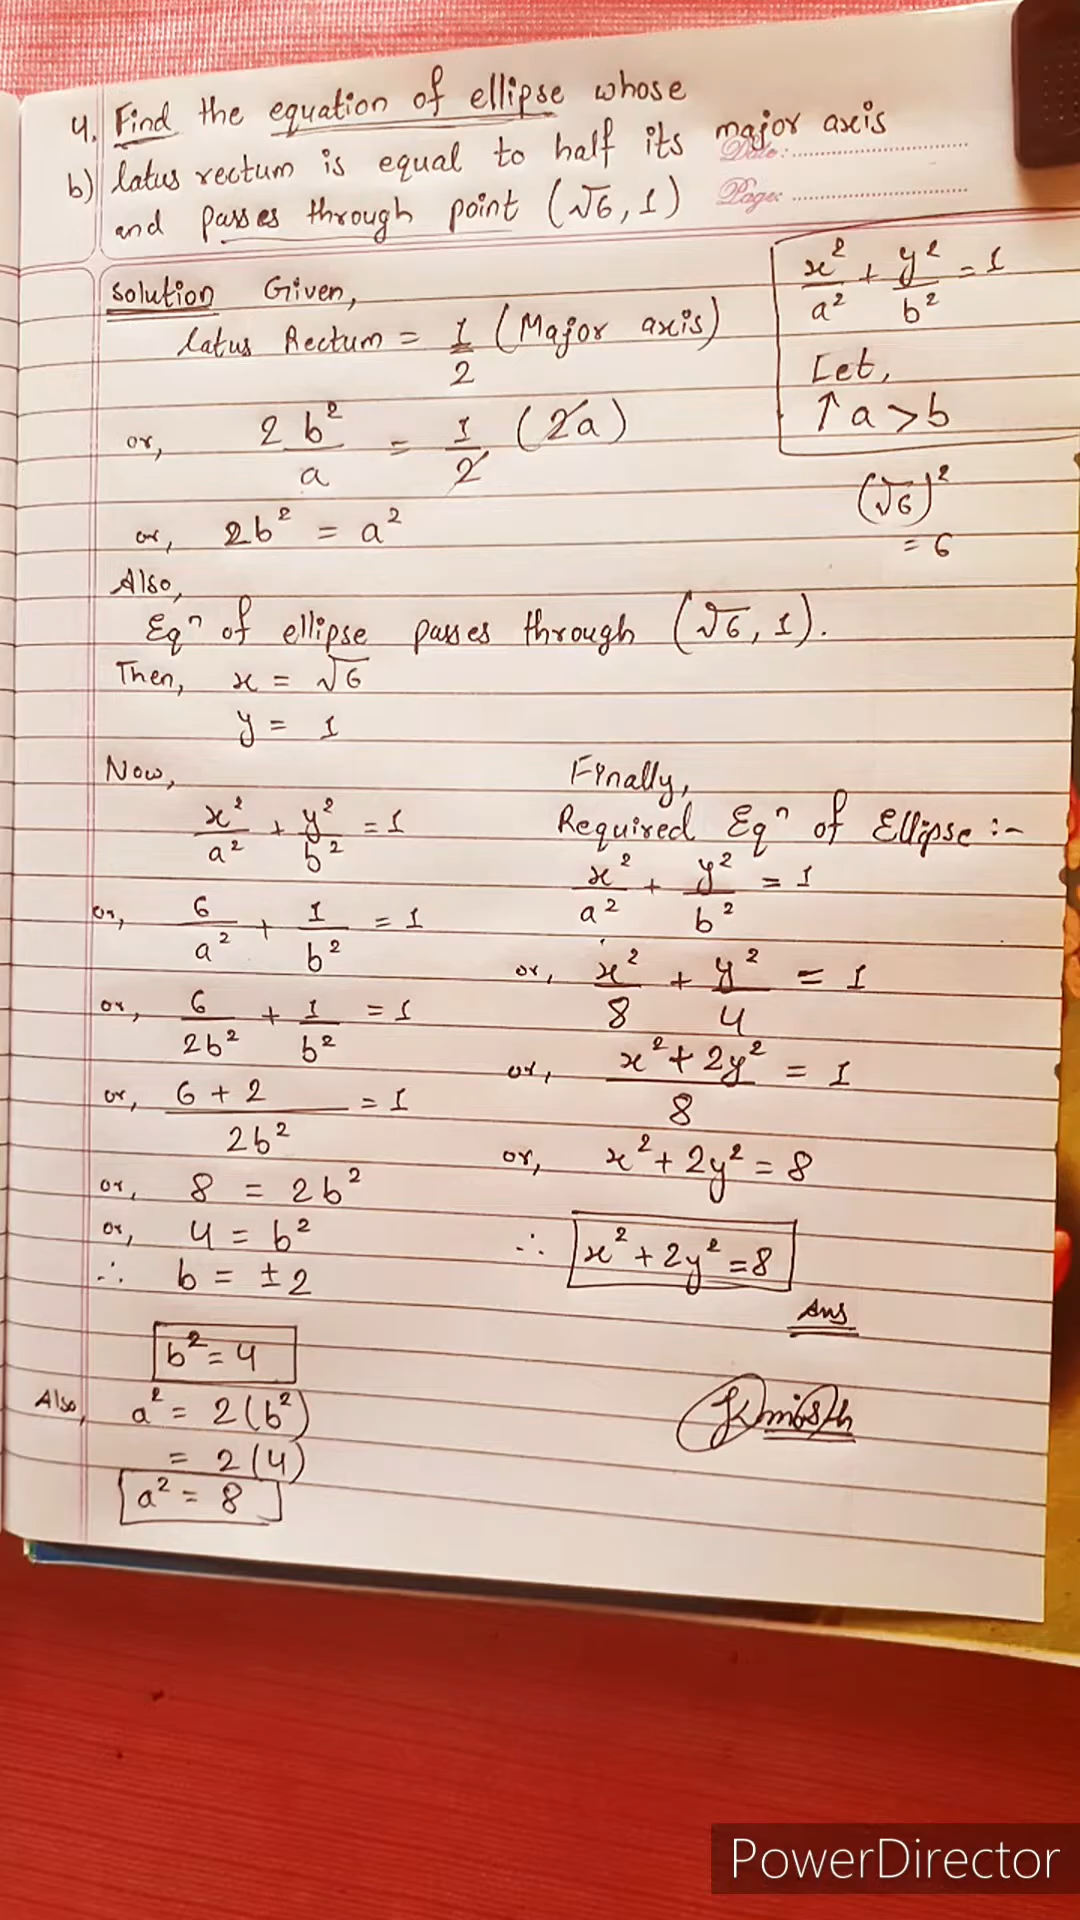 4. Find the equation of ellipse whose
b) latus rectum is equal to half its major axis
and passes through point (√6, 1)
Date:
Page:
Solution Given,
latus Rectum = 1/2 (Major axis)
or, 2b²/a = 1/2 (2a)
or, 2b² = a²
x²/a² + y²/b² = 1
Let,
↑ a > b
(√6)²
= 6
Also,
Eqⁿ of ellipse passes through (√6, 1).
Then, x = √6
y = 1
Now,
x²/a² + y²/b² = 1
or, 6/a² + 1/b² = 1
or, 6/2b² + 1/b² = 1
or, 6 + 2/2b² = 1
or, 8 = 2b²
or, 4 = b²
∴ b = ±2
b² = 4
Also, a² = 2(b²)
= 2(4)
a² = 8
Finally,
Required Eqⁿ of Ellipse :-
x²/a² + y²/b² = 1
or, x²/8 + y²/4 = 1
or, x² + 2y²/8 = 1
or, x² + 2y² = 8
∴ x² + 2y² = 8
Ans
PowerDirector